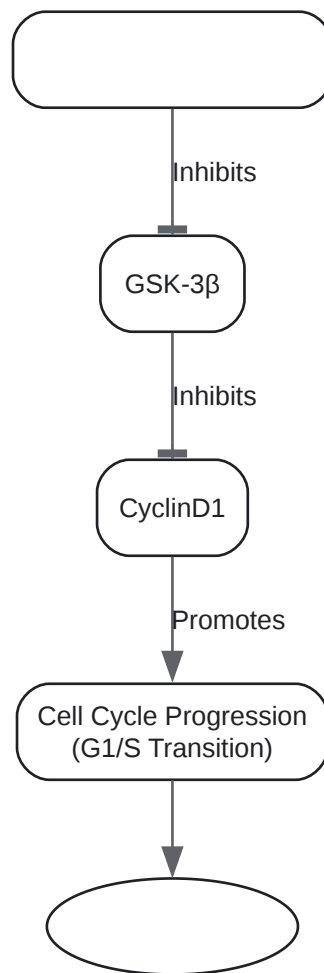 Inhibits
GSK-3β
Inhibits
CyclinD1
Promotes
Cell Cycle Progression
(G1/S Transition)